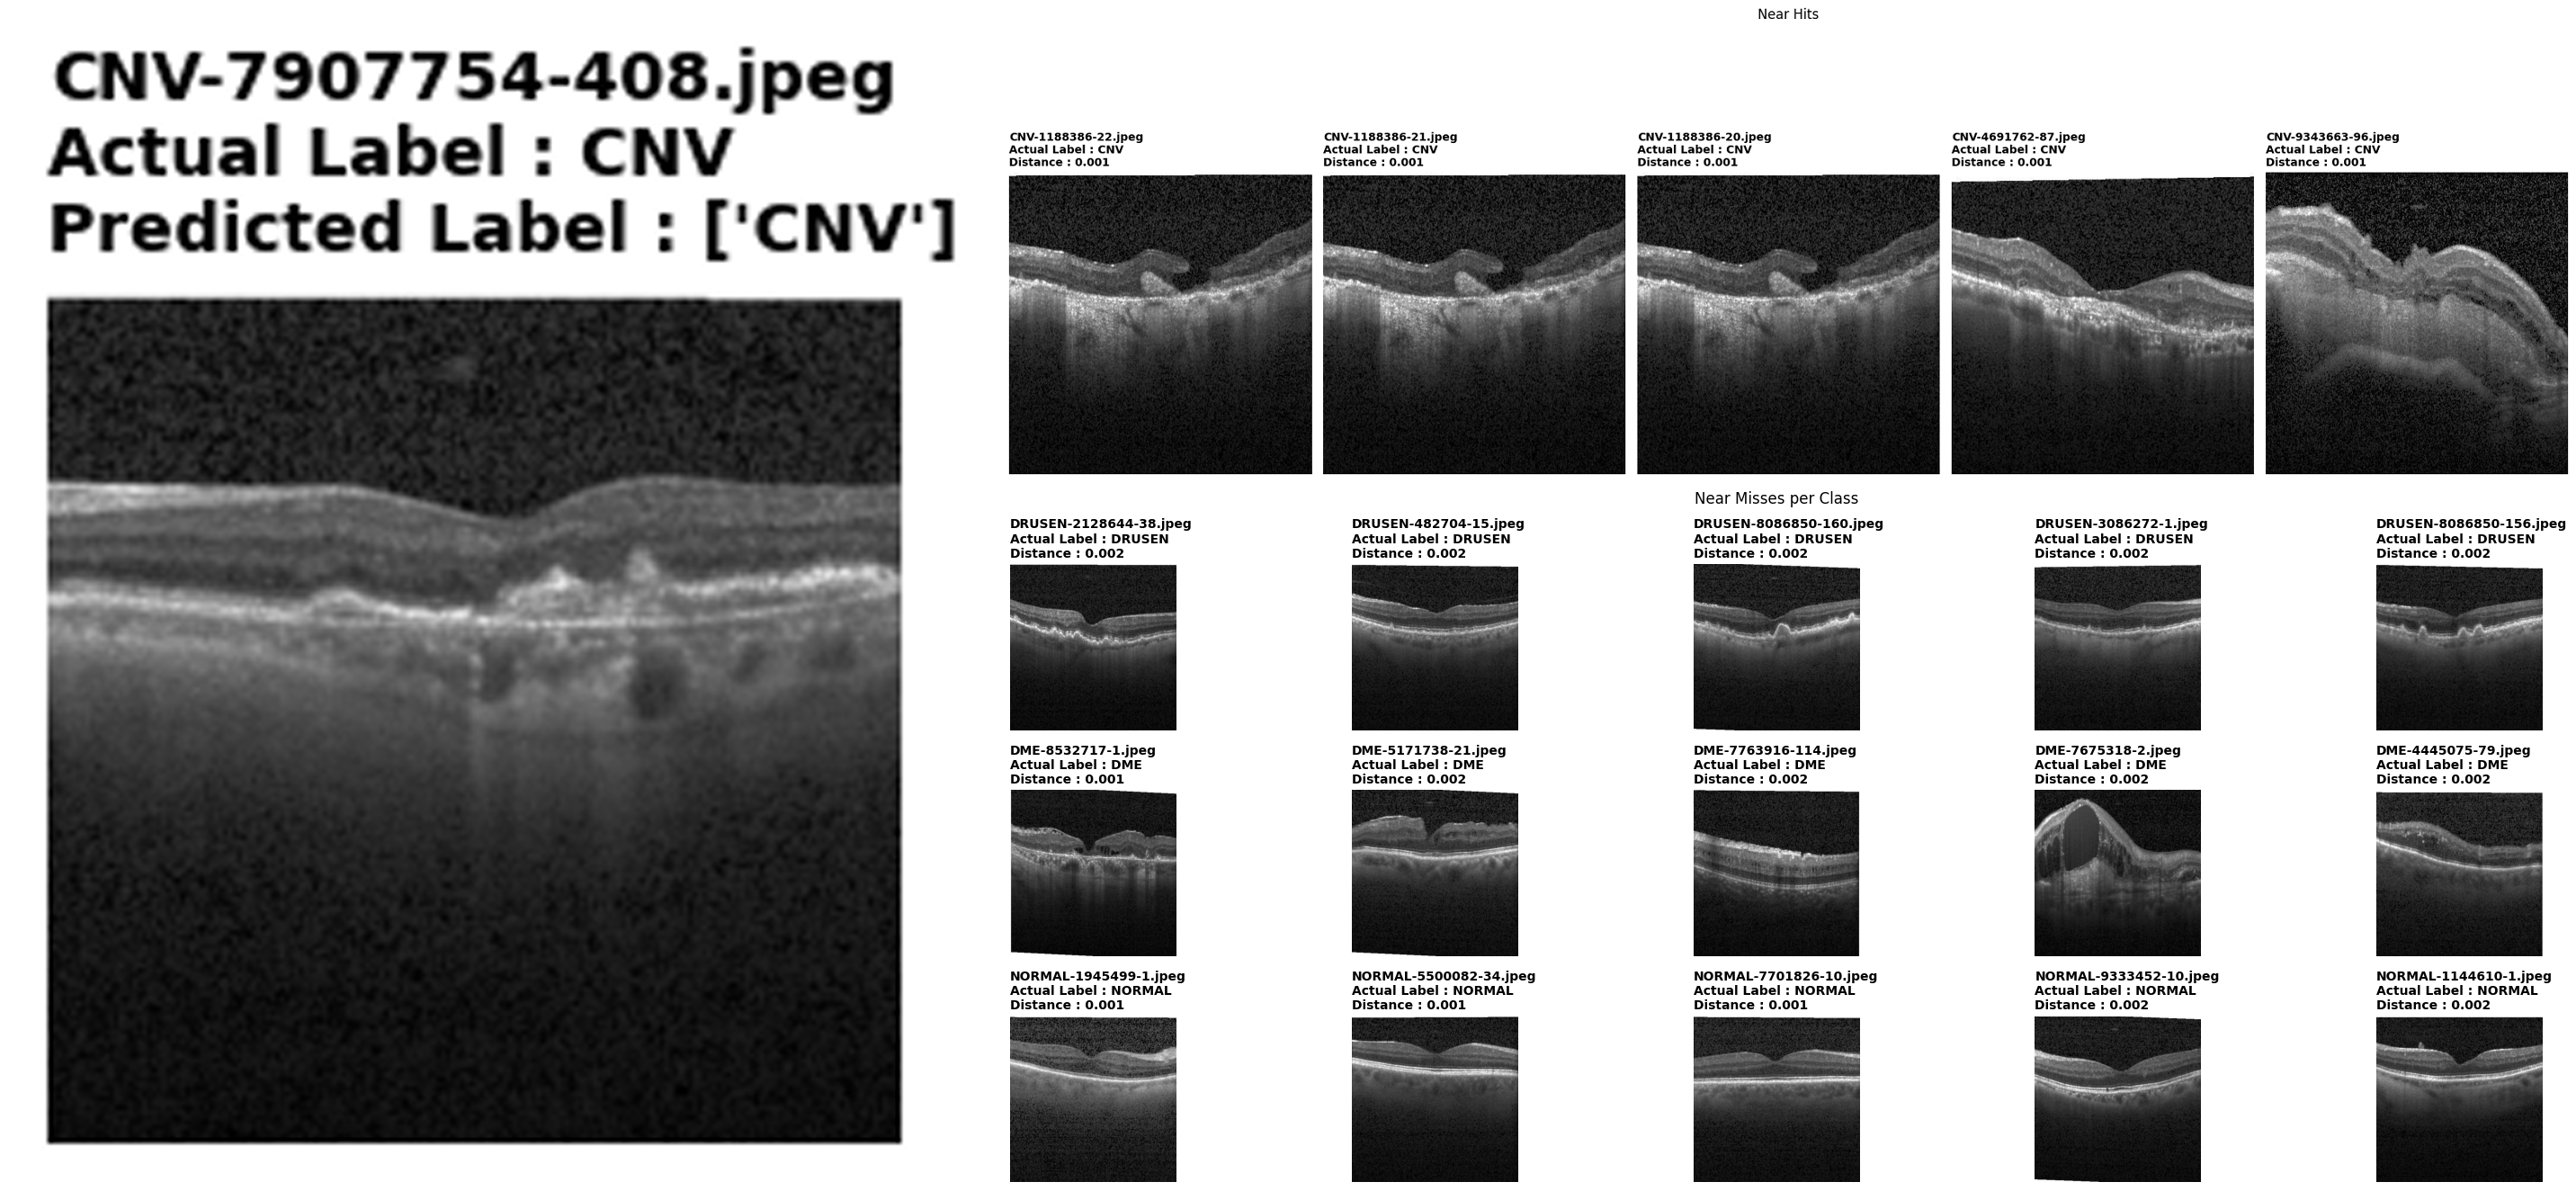 CNV-7907754-408.jpeg
Actual Label : CNV
Predicted Label : ['CNV']
Near Hits
CNV-1188386-22.jpeg
Actual Label : CNV
Distance : 0.001
CNV-1188386-21.jpeg
Actual Label : CNV
Distance : 0.001
CNV-1188386-20.jpeg
Actual Label : CNV
Distance : 0.001
CNV-4691762-87.jpeg
Actual Label : CNV
Distance : 0.001
CNV-9343663-96.jpeg
Actual Label : CNV
Distance : 0.001
Near Misses per Class
DRUSEN-2128644-38.jpeg
Actual Label : DRUSEN
Distance : 0.002
DRUSEN-482704-15.jpeg
Actual Label : DRUSEN
Distance : 0.002
DRUSEN-8086850-160.jpeg
Actual Label : DRUSEN
Distance : 0.002
DRUSEN-3086272-1.jpeg
Actual Label : DRUSEN
Distance : 0.002
DRUSEN-8086850-156.jpeg
Actual Label : DRUSEN
Distance : 0.002
DME-8532717-1.jpeg
Actual Label : DME
Distance : 0.001
DME-5171738-21.jpeg
Actual Label : DME
Distance : 0.002
DME-7763916-114.jpeg
Actual Label : DME
Distance : 0.002
DME-7675318-2.jpeg
Actual Label : DME
Distance : 0.002
DME-4445075-79.jpeg
Actual Label : DME
Distance : 0.002
NORMAL-1945499-1.jpeg
Actual Label : NORMAL
Distance : 0.001
NORMAL-5500082-34.jpeg
Actual Label : NORMAL
Distance : 0.001
NORMAL-7701826-10.jpeg
Actual Label : NORMAL
Distance : 0.001
NORMAL-9333452-10.jpeg
Actual Label : NORMAL
Distance : 0.002
NORMAL-1144610-1.jpeg
Actual Label : NORMAL
Distance : 0.002